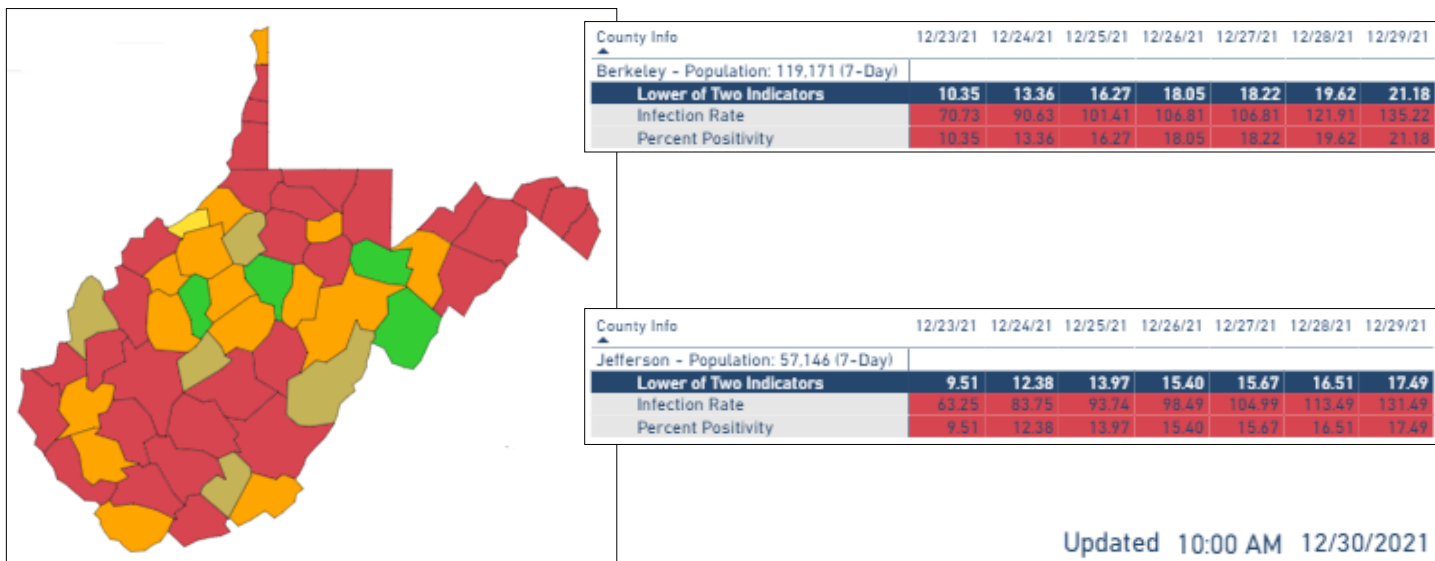 County Info 12/23/21 12/24/21 12/25/21 12/26/21 12/27/21 12/28/21 12/29/21
Berkeley - Population: 119,171 (7-Day)
Lower of Two Indicators 10.35 13.36 16.27 18.05 18.22 19.62 21.18
Infection Rate 70.73 90.63 101.41 106.81 106.81 121.91 135.22
Percent Positivity 10.35 13.36 16.27 18.05 18.22 19.62 21.18
County Info 12/23/21 12/24/21 12/25/21 12/26/21 12/27/21 12/28/21 12/29/21
Jefferson - Population: 57,146 (7-Day)
Lower of Two Indicators 9.51 12.38 13.97 15.40 15.67 16.51 17.49
Infection Rate 63.25 83.75 93.74 98.49 104.99 113.49 131.49
Percent Positivity 9.51 12.38 13.97 15.40 15.67 16.51 17.49
Updated 10:00 AM 12/30/2021